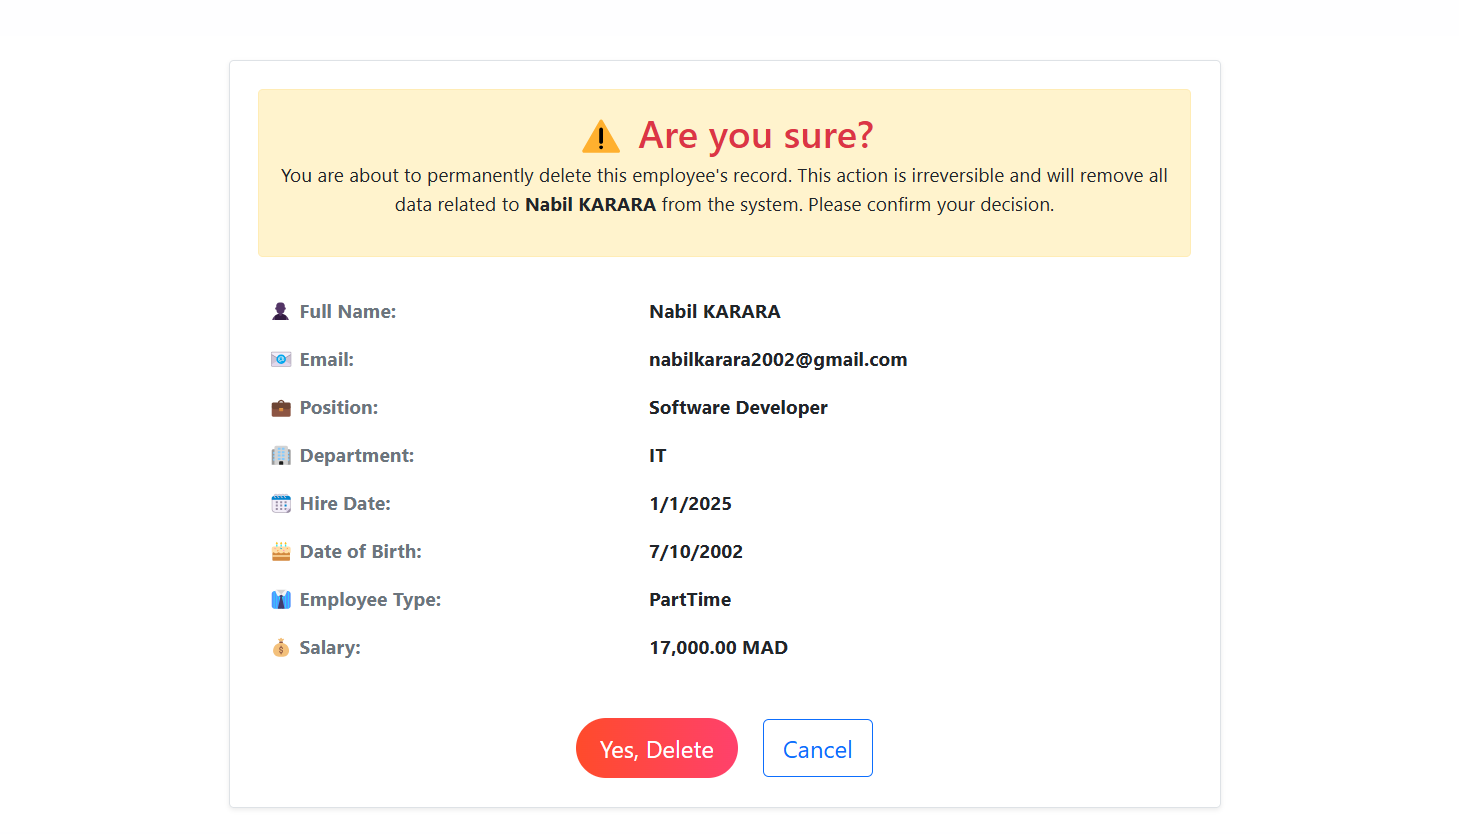 Are you sure?
You are about to permanently delete this employee's record. This action is irreversible and will remove all
data related to Nabil KARARA from the system. Please confirm your decision.
Full Name: Nabil KARARA
Email: nabilkarara2002@gmail.com
Position: Software Developer
Department: IT
Hire Date: 1/1/2025
Date of Birth: 7/10/2002
Employee Type: PartTime
Salary: 17,000.00 MAD
Yes, Delete Cancel